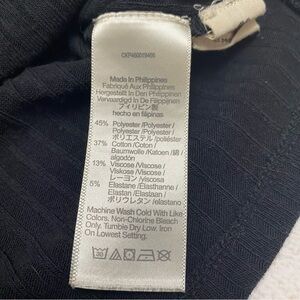 Made In Philippines
Fabriqué Aux Philippines
Hergestellt In Den Philippinen
Vervaardigd In De Filippijnen
フィリピン製
hecho en filipinas
45% Polyester/Polyester/
Polyester/Polyester/
ポリエステル/poliéster
37% Cotton/Coton/
Baumwolle/Katoen/綿/
algodón
13% Viscose/Viscose/
Viskose/Viscose/
レーヨン/viscosa
5% Elastane/Elasthanne/
Elasthan/Elastaan/
ポリウレタン/elastano
Machine Wash Cold With Like
Colors. Non-Chlorine Bleach
Only. Tumble Dry Low. Iron
On Lowest Setting.